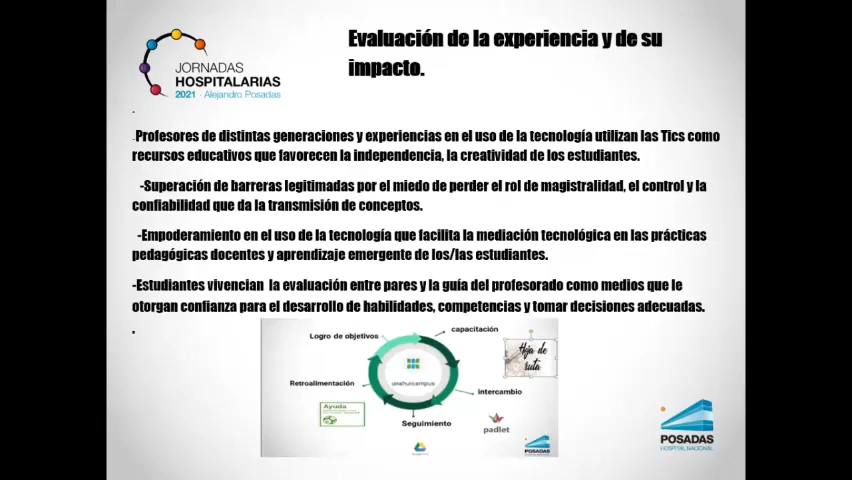 JORNADAS
HOSPITALARIAS
2021 · Alejandro Posadas
Evaluación de la experiencia y de su
impacto.
.
-Profesores de distintas generaciones y experiencias en el uso de la tecnología utilizan las Tics como
recursos educativos que favorecen la independencia, la creatividad de los estudiantes.
-Superación de barreras legitimadas por el miedo de perder el rol de magistralidad, el control y la
confiabilidad que da la transmisión de conceptos.
-Empoderamiento en el uso de la tecnología que facilita la mediación tecnológica en las prácticas
pedagógicas docentes y aprendizaje emergente de los/las estudiantes.
-Estudiantes vivencian la evaluación entre pares y la guía del profesorado como medios que le
otorgan confianza para el desarrollo de habilidades, competencias y tomar decisiones adecuadas.
.
Logro de objetivos
capacitación
Hoja de
ruta
Retroalimentación
unahurcampus
intercambio
Ayuda
Seguimiento
padlet
POSADAS
POSADAS
HOSPITAL NACIONAL